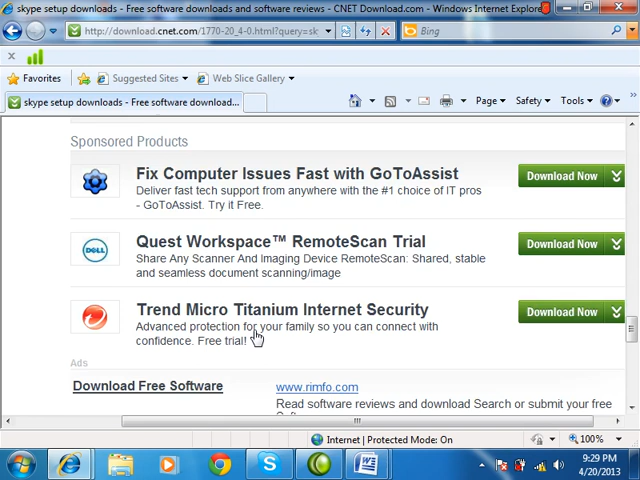 skype setup downloads - Free software downloads and software reviews - CNET Download.com - Windows Internet Explorer
http://download.cnet.com/1770-20_4-0.html?query=sk
Bing
Favorites
Suggested Sites
Web Slice Gallery
skype setup downloads - Free software download...
Page
Safety
Tools
Sponsored Products
Fix Computer Issues Fast with GoToAssist
Download Now
Deliver fast tech support from anywhere with the #1 choice of IT pros
- GoToAssist. Try it Free.
DELL
Quest Workspace™ RemoteScan Trial
Download Now
Share Any Scanner And Imaging Device RemoteScan: Shared, stable
and seamless document scanning/image
Trend Micro Titanium Internet Security
Download Now
Advanced protection for your family so you can connect with
confidence. Free trial!
Ads
Download Free Software
www.rimfo.com
Read software reviews and download Search or submit your free
Internet | Protected Mode: On
100%
9:29 PM
4/20/2013